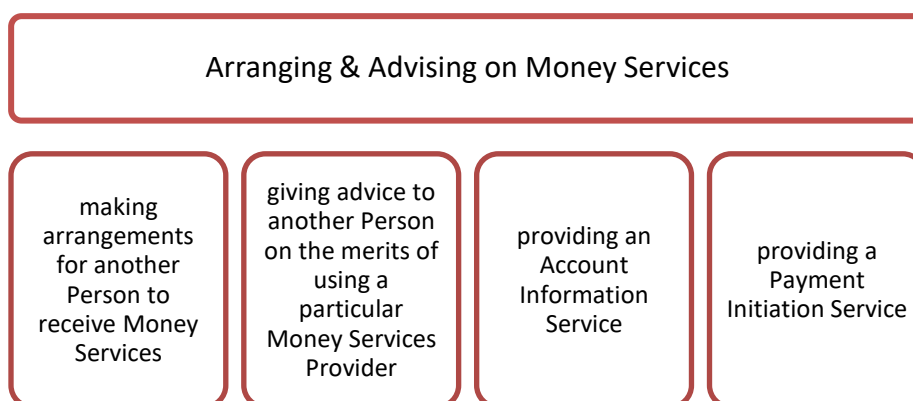 Arranging & Advising on Money Services
making
arrangements
for another
Person to
receive Money
Services
giving advice to
another Person
on the merits of
using a
particular
Money Services
Provider
providing an
Account
Information
Service
providing a
Payment
Initiation Service